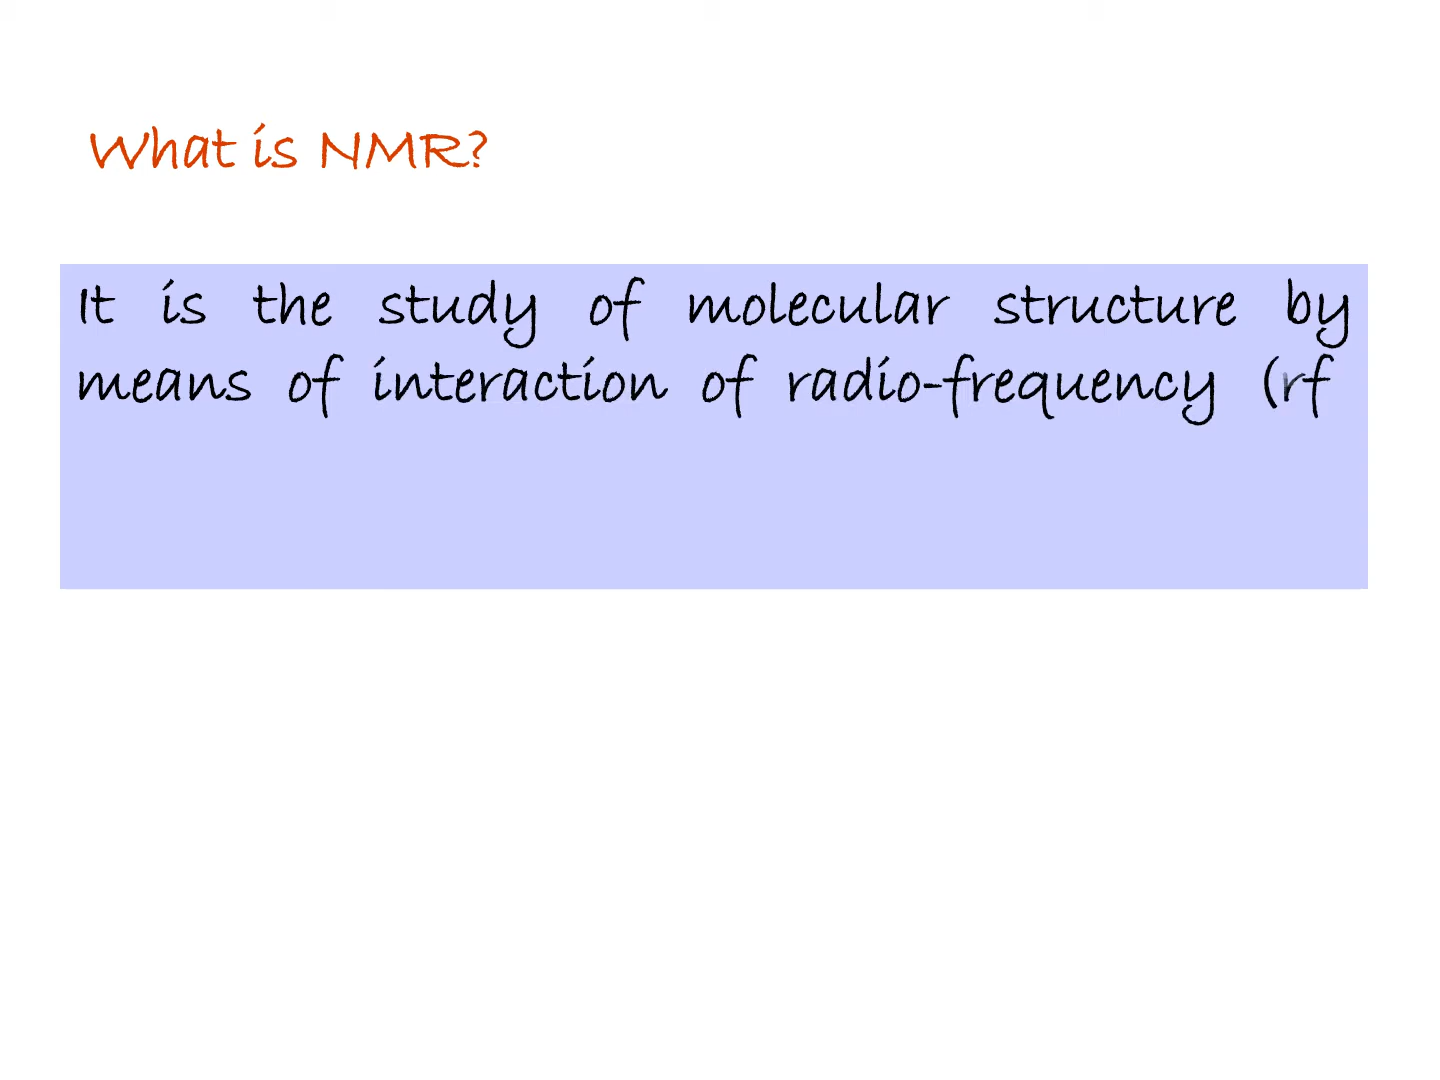 What is NMR?
It is the study of molecular structure by
means of interaction of radio-frequency (rf